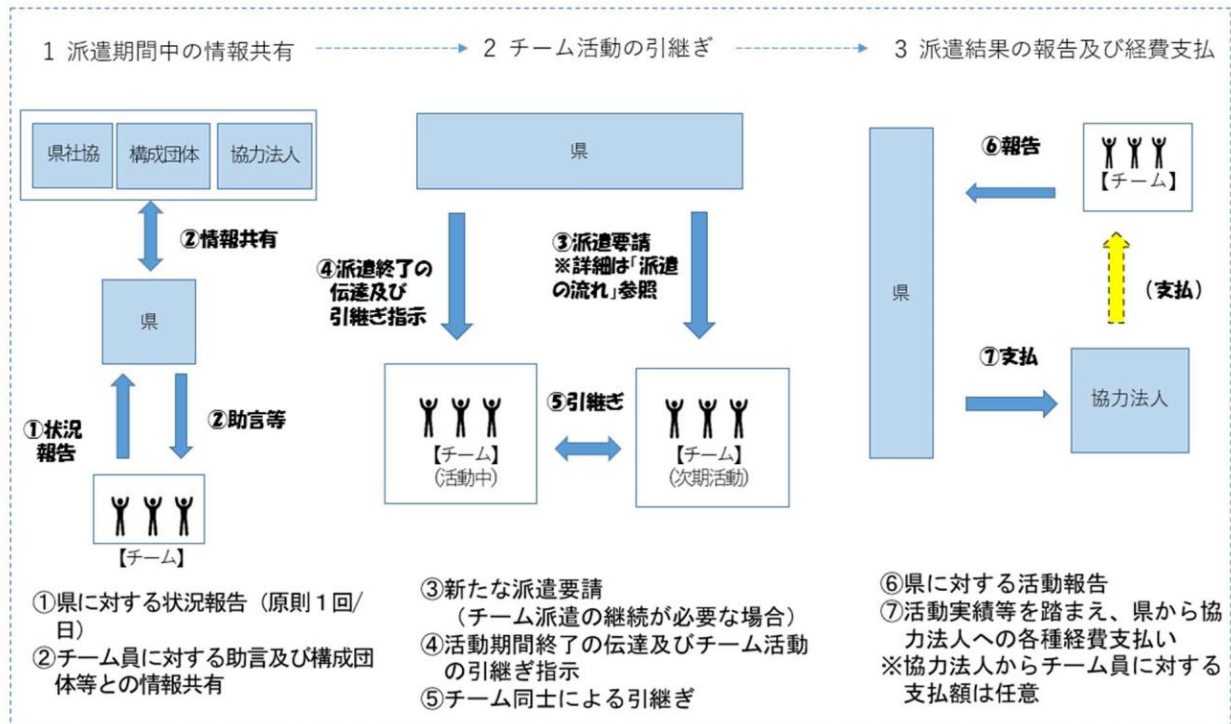 1 派遣期間中の情報共有
2 チーム活動の引継ぎ
3 派遣結果の報告及び経費支払
県社協
構成団体
協力法人
②情報共有
県
①状況
報告
②助言等
【チーム】
①県に対する状況報告（原則１回/
日）
②チーム員に対する助言及び構成団
体等との情報共有
県
④派遣終了の
伝達及び
引継ぎ指示
③派遣要請
※詳細は「派遣
の流れ」参照
【チーム】
(活動中)
⑤引継ぎ
【チーム】
(次期活動)
③新たな派遣要請
（チーム派遣の継続が必要な場合）
④活動期間終了の伝達及びチーム活動
の引継ぎ指示
⑤チーム同士による引継ぎ
県
⑥報告
【チーム】
（支払）
⑦支払
協力法人
⑥県に対する活動報告
⑦活動実績等を踏まえ、県から協
力法人への各種経費支払い
※協力法人からチーム員に対する
支払額は任意